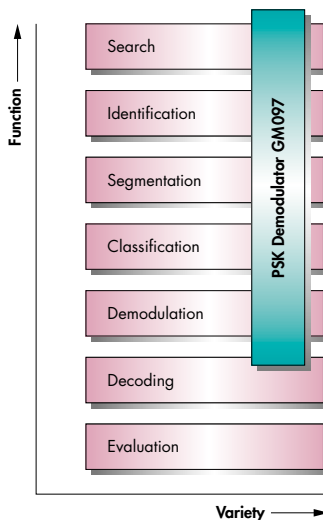 Function
Search
Identification
Segmentation
Classification
Demodulation
Decoding
Evaluation
PSK Demodulator GM097
Variety